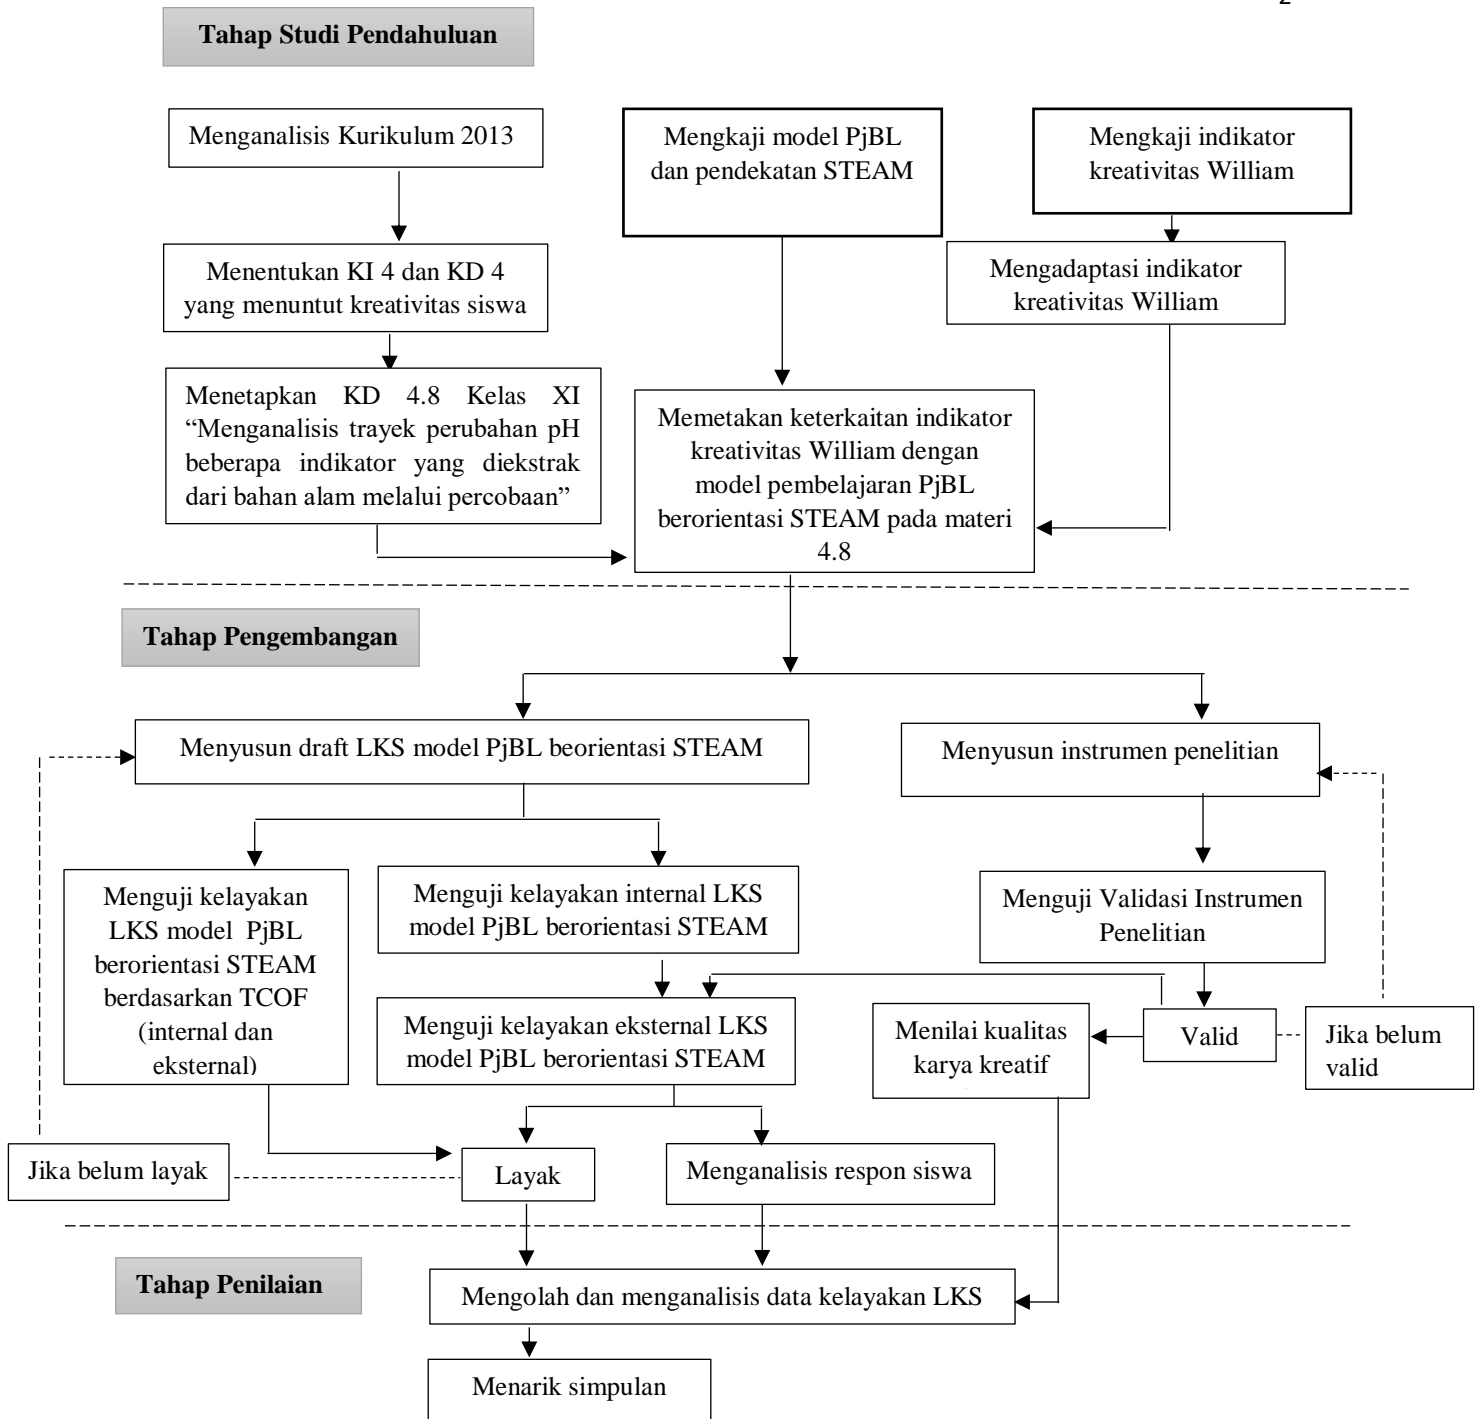 2
Tahap Studi Pendahuluan
Menganalisis Kurikulum 2013
Mengkaji model PjBL
dan pendekatan STEAM
Mengkaji indikator
kreativitas William
Menentukan KI 4 dan KD 4
yang menuntut kreativitas siswa
Mengadaptasi indikator
kreativitas William
Menetapkan KD 4.8 Kelas XI
“Menganalisis trayek perubahan pH
beberapa indikator yang diekstrak
dari bahan alam melalui percobaan”
Memetakan keterkaitan indikator
kreativitas William dengan
model pembelajaran PjBL
berorientasi STEAM pada materi
4.8
Tahap Pengembangan
Menyusun draft LKS model PjBL beorientasi STEAM
Menyusun instrumen penelitian
Menguji kelayakan
LKS model PjBL
berorientasi STEAM
berdasarkan TCOF
(internal dan
eksternal)
Menguji kelayakan internal LKS
model PjBL berorientasi STEAM
Menguji Validasi Instrumen
Penelitian
Menguji kelayakan eksternal LKS
model PjBL berorientasi STEAM
Menilai kualitas
karya kreatif
Valid
Jika belum
valid
Jika belum layak
Layak
Menganalisis respon siswa
Tahap Penilaian
Mengolah dan menganalisis data kelayakan LKS
Menarik simpulan